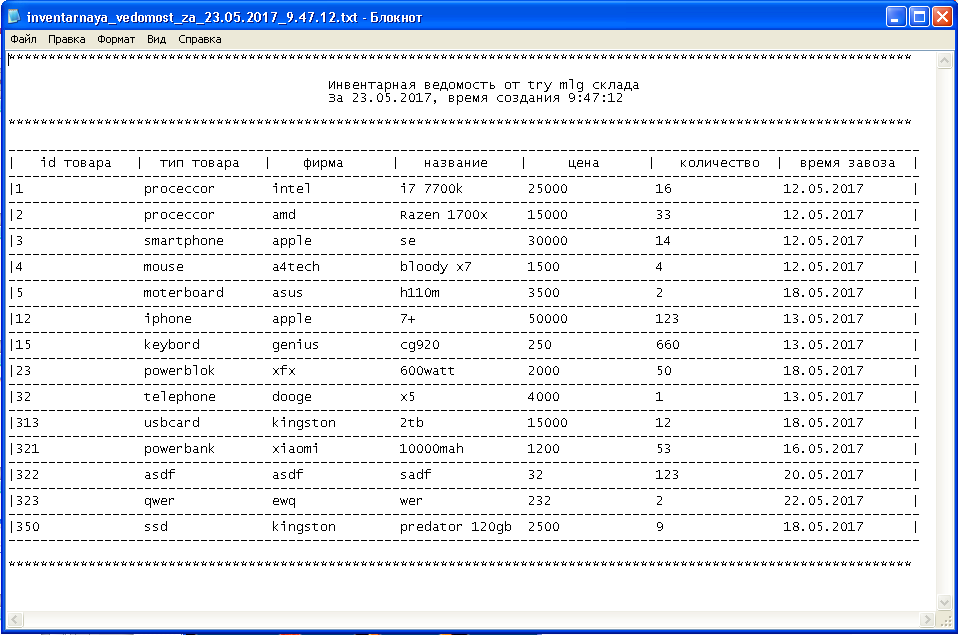 inventarnaya_vedomost_za_23.05.2017_9.47.12.txt - Блокнот
Файл Правка Формат Вид Справка
*****************************************************************************************************************
Инвентарная ведомость от try mlg склада
За 23.05.2017, время создания 9:47:12
*****************************************************************************************************************
------------------------------------------------------------------------------------------------------------------
| id товара | тип товара | фирма | название | цена | количество | время завоза |
------------------------------------------------------------------------------------------------------------------
|1 proceccor intel i7 7700k 25000 16 12.05.2017 |
------------------------------------------------------------------------------------------------------------------
|2 proceccor amd Razen 1700x 15000 33 12.05.2017 |
------------------------------------------------------------------------------------------------------------------
|3 smartphone apple se 30000 14 12.05.2017 |
------------------------------------------------------------------------------------------------------------------
|4 mouse a4tech bloody x7 1500 4 12.05.2017 |
------------------------------------------------------------------------------------------------------------------
|5 moterboard asus h110m 3500 2 18.05.2017 |
------------------------------------------------------------------------------------------------------------------
|12 iphone apple 7+ 50000 123 13.05.2017 |
------------------------------------------------------------------------------------------------------------------
|15 keybord genius cg920 250 660 13.05.2017 |
------------------------------------------------------------------------------------------------------------------
|23 powerblok xfx 600watt 2000 50 18.05.2017 |
------------------------------------------------------------------------------------------------------------------
|32 telephone dooge x5 4000 1 13.05.2017 |
------------------------------------------------------------------------------------------------------------------
|313 usbcard kingston 2tb 15000 12 18.05.2017 |
------------------------------------------------------------------------------------------------------------------
|321 powerbank xiaomi 10000mah 1200 53 16.05.2017 |
------------------------------------------------------------------------------------------------------------------
|322 asdf asdf sadf 32 123 20.05.2017 |
------------------------------------------------------------------------------------------------------------------
|323 qwer ewq wer 232 2 22.05.2017 |
------------------------------------------------------------------------------------------------------------------
|350 ssd kingston predator 120gb 2500 9 18.05.2017 |
------------------------------------------------------------------------------------------------------------------
*****************************************************************************************************************